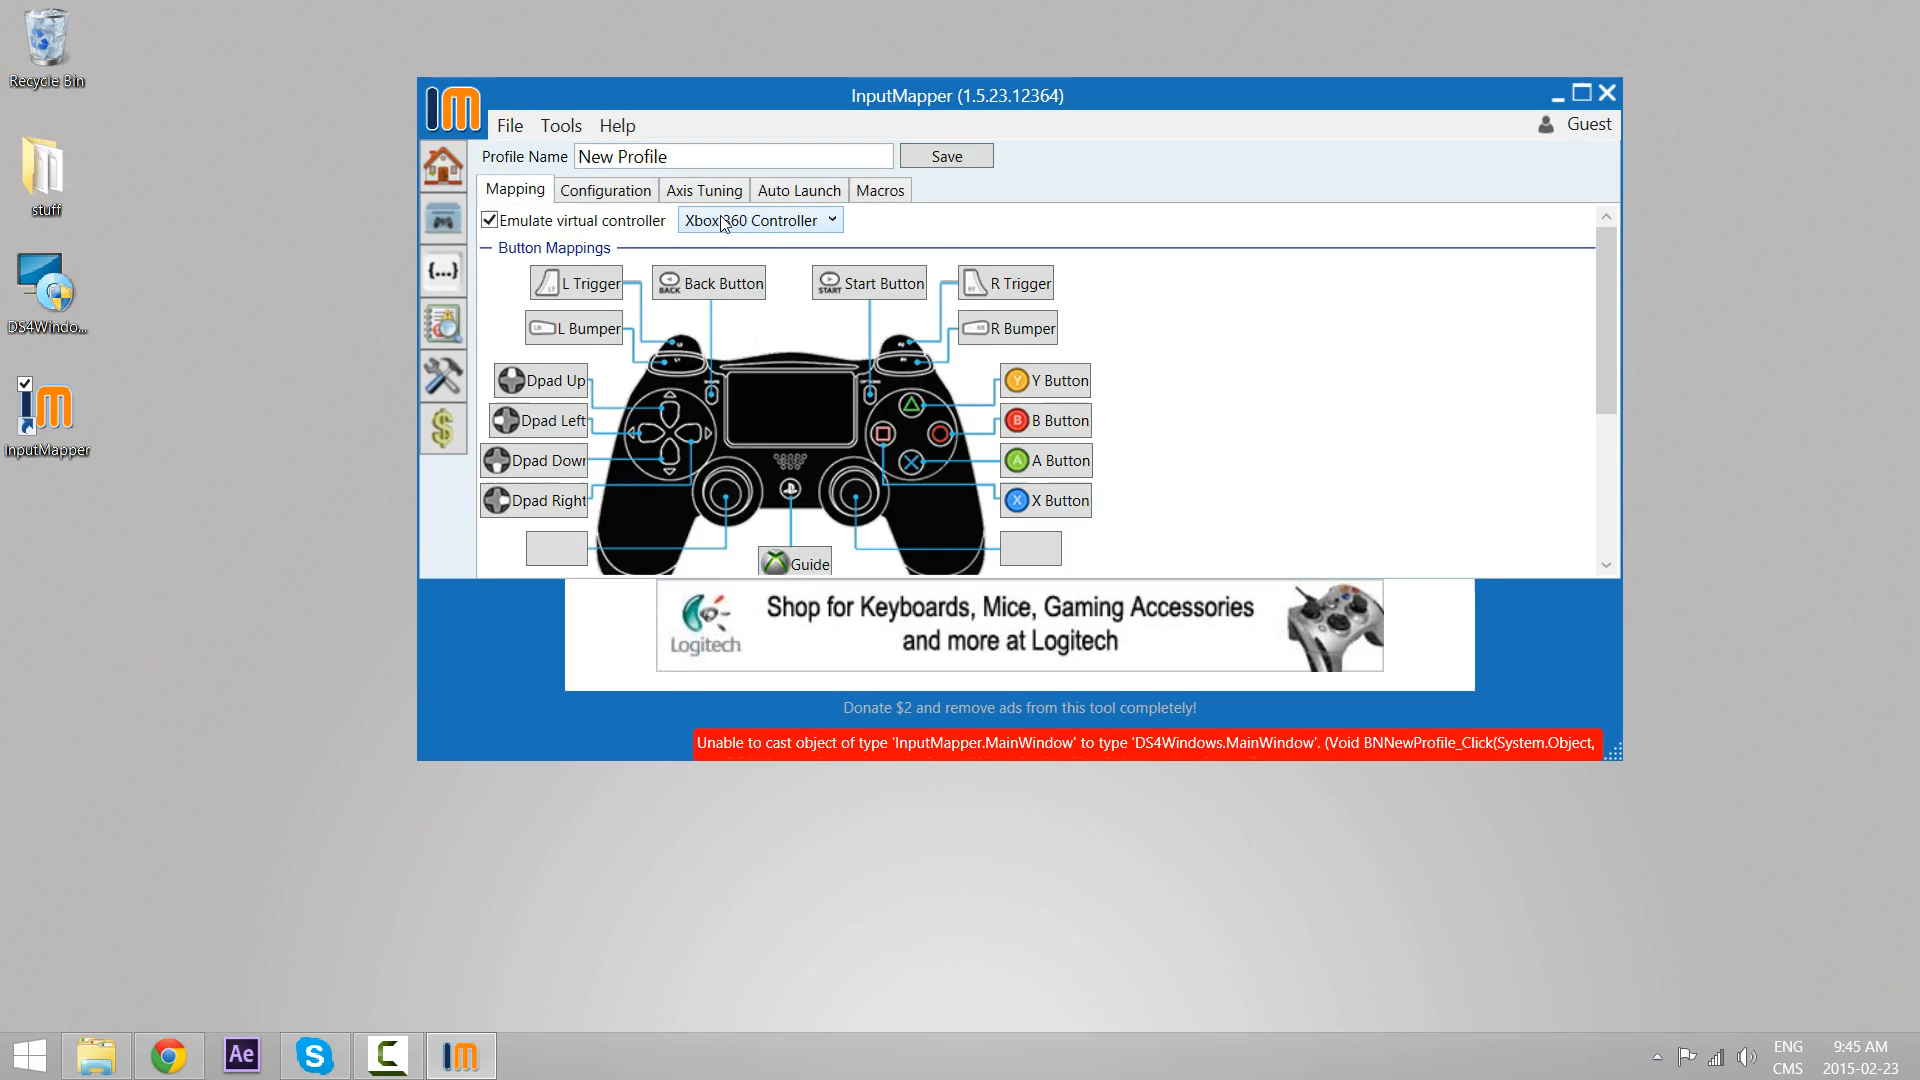 Recycle Bin
stuff
DS4Windo...
InputMapper
IM
InputMapper (1.5.23.12364)
File Tools Help
Guest
Profile Name New Profile Save
Mapping Configuration Axis Tuning Auto Launch Macros
Emulate virtual controller Xbox 360 Controller
Button Mappings
L Trigger Back Button Start Button R Trigger
BACK START
L Bumper R Bumper
Dpad Up Y Button
Dpad Left B Button
Dpad Down A Button
Dpad Right X Button
Guide
{...}
$
Logitech
Shop for Keyboards, Mice, Gaming Accessories
and more at Logitech
Donate $2 and remove ads from this tool completely!
Unable to cast object of type 'InputMapper.MainWindow' to type 'DS4Windows.MainWindow'. (Void BNNewProfile_Click(System.Object,
Ae
S
C
IM
ENG
CMS
9:45 AM
2015-02-23